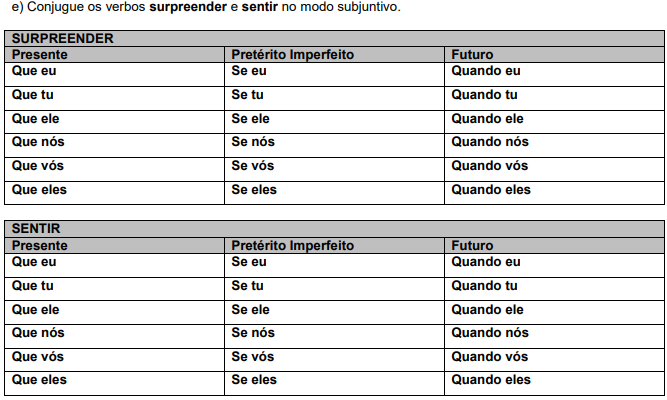 e) Conjugue os verbos surpreender e sentir no modo subjuntivo.
SURPREENDER
Presente Pretérito Imperfeito Futuro
Que eu Se eu Quando eu
Que tu Se tu Quando tu
Que ele Se ele Quando ele
Que nós Se nós Quando nós
Que vós Se vós Quando vós
Que eles Se eles Quando eles
SENTIR
Presente Pretérito Imperfeito Futuro
Que eu Se eu Quando eu
Que tu Se tu Quando tu
Que ele Se ele Quando ele
Que nós Se nós Quando nós
Que vós Se vós Quando vós
Que eles Se eles Quando eles